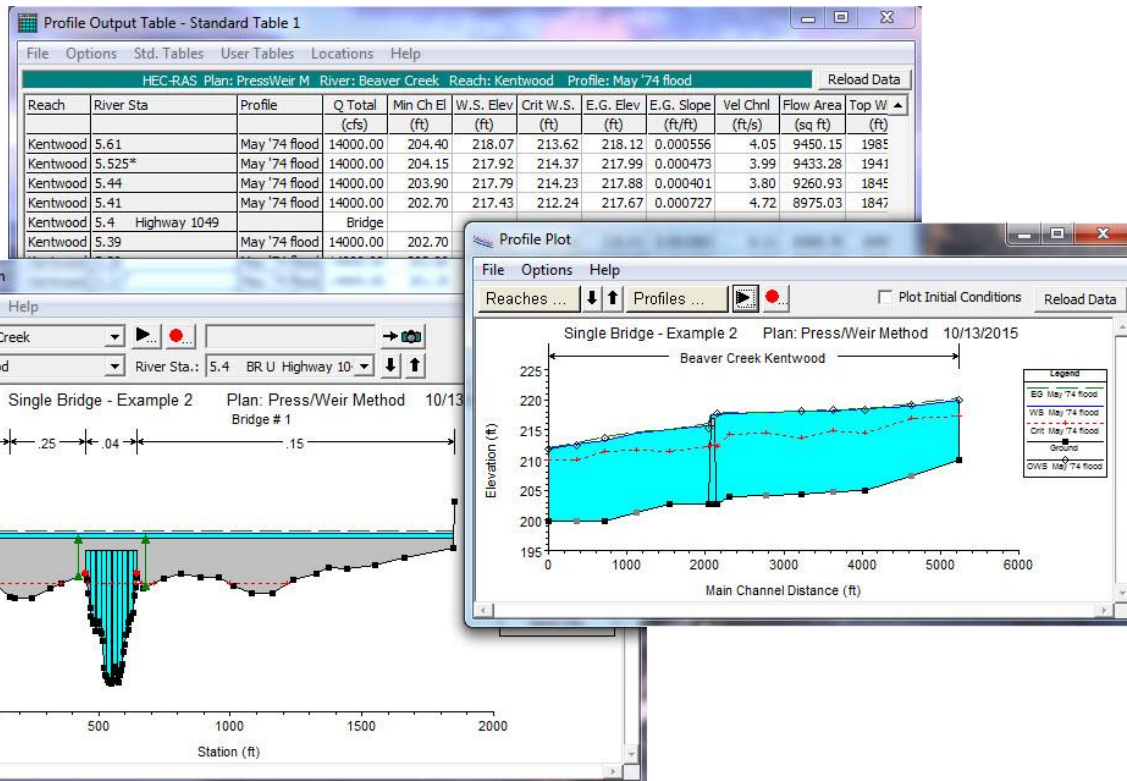 Profile Output Table - Standard Table 1
File Options Std. Tables User Tables Locations Help
HEC-RAS Plan: PressWeir M River: Beaver Creek Reach: Kentwood Profile: May '74 flood Reload Data
Reach River Sta Profile Q Total Min Ch El W.S. Elev Crit W.S. E.G. Elev E.G. Slope Vel Chnl Flow Area Top W
(cfs) (ft) (ft) (ft) (ft) (ft/ft) (ft/s) (sq ft) (ft)
Kentwood 5.61 May '74 flood 14000.00 204.40 218.07 213.62 218.12 0.000556 4.05 9450.15 1985
Kentwood 5.525* May '74 flood 14000.00 204.15 217.92 214.37 217.99 0.000473 3.99 9433.28 1941
Kentwood 5.44 May '74 flood 14000.00 203.90 217.79 214.23 217.88 0.000401 3.80 9260.93 1845
Kentwood 5.41 May '74 flood 14000.00 202.70 217.43 212.24 217.67 0.000727 4.72 8975.03 1847
Kentwood 5.4 Highway 1049 Bridge
Kentwood 5.39 May '74 flood 14000.00 202.70
Help
Creek
River Sta.: 5.4 BR U Highway 10
Single Bridge - Example 2 Plan: Press/Weir Method 10/13
Bridge # 1
.25 .04 .15
500 1000 1500 2000
Station (ft)
Profile Plot
File Options Help
Reaches ... Profiles ... Plot Initial Conditions Reload Data
Single Bridge - Example 2 Plan: Press/Weir Method 10/13/2015
Beaver Creek Kentwood
225
220
215
210
205
200
195
Elevation (ft)
0 1000 2000 3000 4000 5000 6000
Main Channel Distance (ft)
Legend
EG May '74 flood
WS May '74 flood
Crit May '74 flood
Ground
OWS May '74 flood